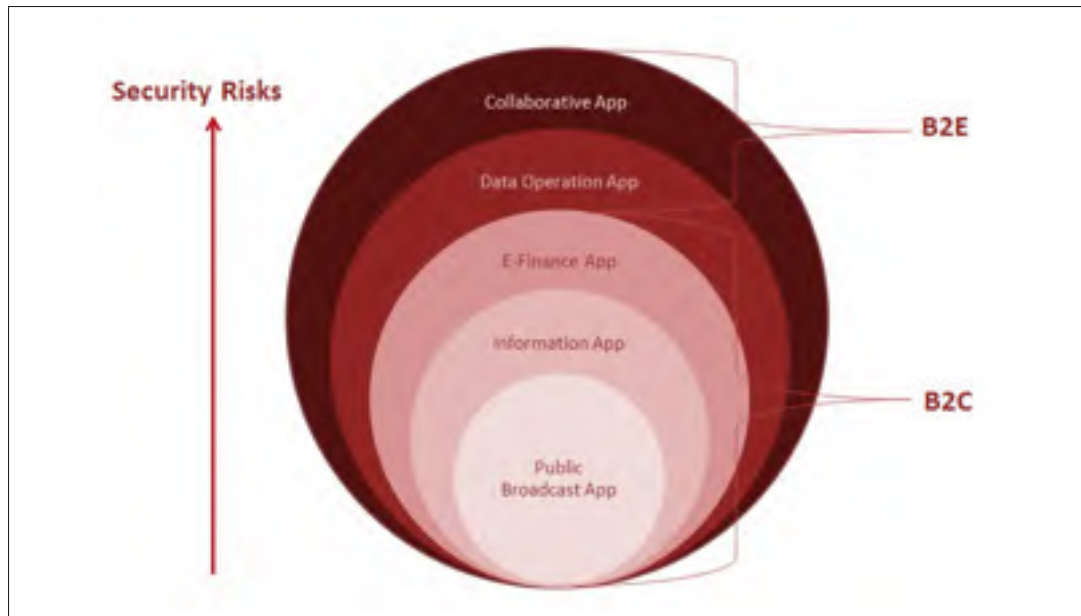 Security Risks
Collaborative App
B2E
Data Operation App
E-Finance App
Information App
B2C
Public
Broadcast App